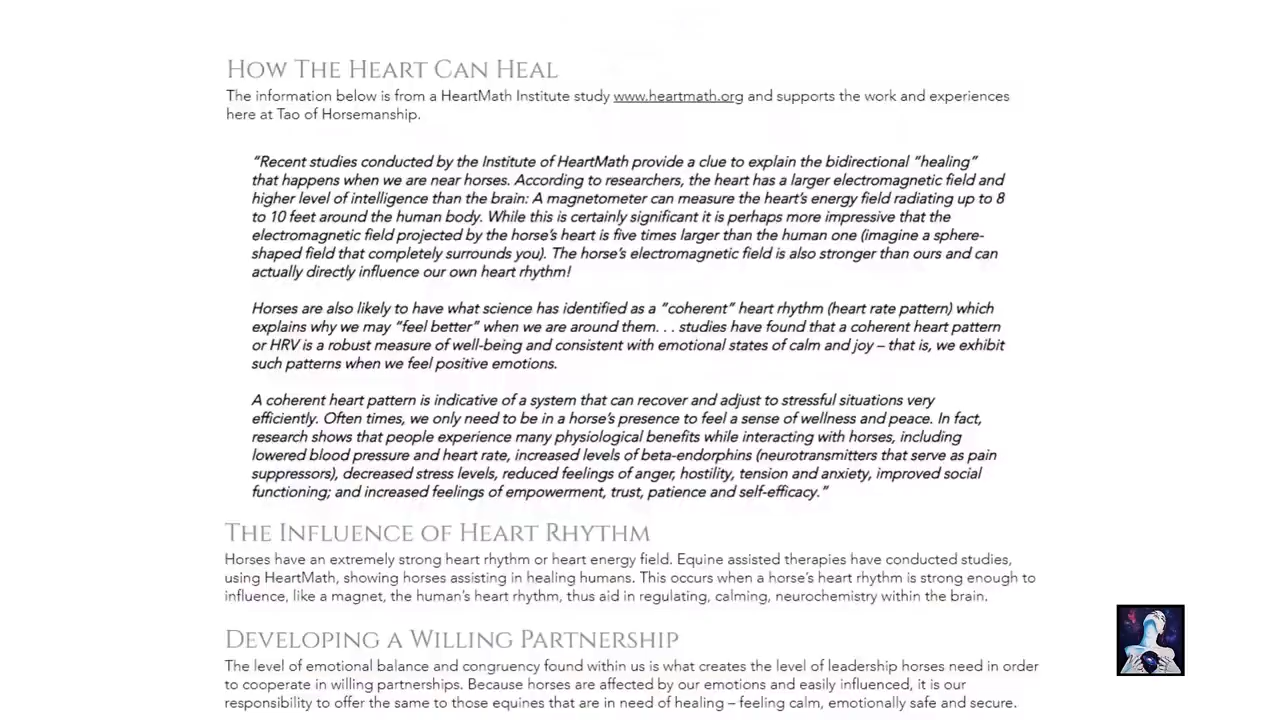 How The Heart Can Heal
The information below is from a HeartMath Institute study www.heartmath.org and supports the work and experiences
here at Tao of Horsemanship.
“Recent studies conducted by the Institute of HeartMath provide a clue to explain the bidirectional “healing”
that happens when we are near horses. According to researchers, the heart has a larger electromagnetic field and
higher level of intelligence than the brain: A magnetometer can measure the heart’s energy field radiating up to 8
to 10 feet around the human body. While this is certainly significant it is perhaps more impressive that the
electromagnetic field projected by the horse’s heart is five times larger than the human one (imagine a sphere-
shaped field that completely surrounds you). The horse’s electromagnetic field is also stronger than ours and can
actually directly influence our own heart rhythm!
Horses are also likely to have what science has identified as a “coherent” heart rhythm (heart rate pattern) which
explains why we may “feel better” when we are around them. . . studies have found that a coherent heart pattern
or HRV is a robust measure of well-being and consistent with emotional states of calm and joy – that is, we exhibit
such patterns when we feel positive emotions.
A coherent heart pattern is indicative of a system that can recover and adjust to stressful situations very
efficiently. Often times, we only need to be in a horse’s presence to feel a sense of wellness and peace. In fact,
research shows that people experience many physiological benefits while interacting with horses, including
lowered blood pressure and heart rate, increased levels of beta-endorphins (neurotransmitters that serve as pain
suppressors), decreased stress levels, reduced feelings of anger, hostility, tension and anxiety, improved social
functioning; and increased feelings of empowerment, trust, patience and self-efficacy.”
The Influence of Heart Rhythm
Horses have an extremely strong heart rhythm or heart energy field. Equine assisted therapies have conducted studies,
using HeartMath, showing horses assisting in healing humans. This occurs when a horse’s heart rhythm is strong enough to
influence, like a magnet, the human’s heart rhythm, thus aid in regulating, calming, neurochemistry within the brain.
Developing a Willing Partnership
The level of emotional balance and congruency found within us is what creates the level of leadership horses need in order
to cooperate in willing partnerships. Because horses are affected by our emotions and easily influenced, it is our
responsibility to offer the same to those equines that are in need of healing – feeling calm, emotionally safe and secure.